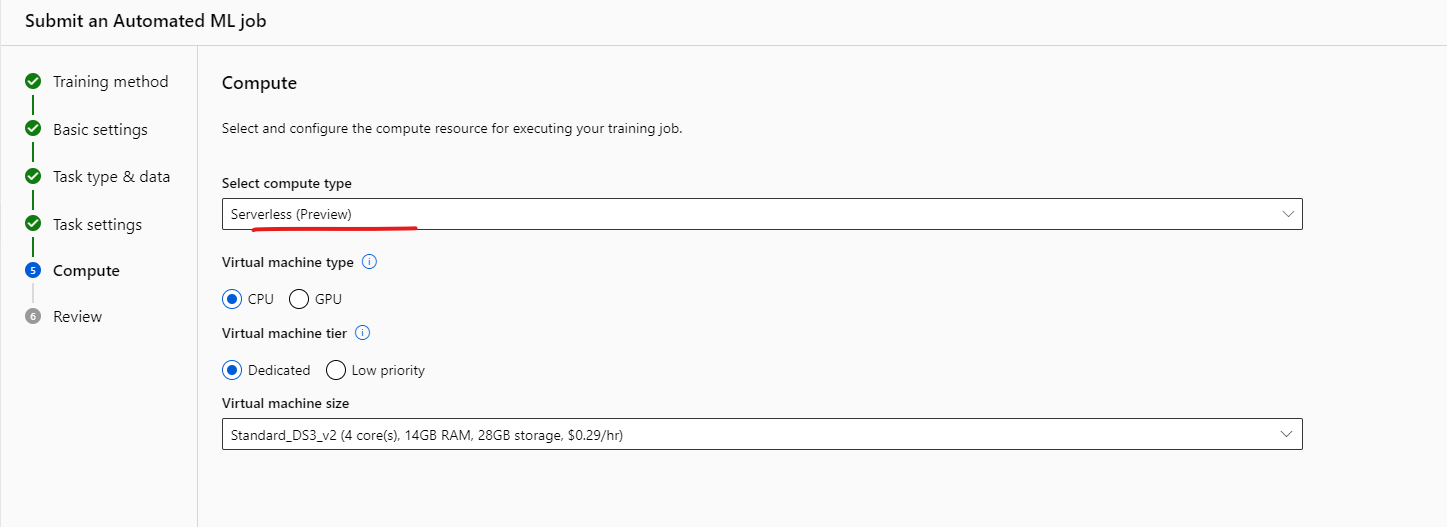 Submit an Automated ML job
Training method
Basic settings
Task type & data
Task settings
5 Compute
6 Review
Compute
Select and configure the compute resource for executing your training job.
Select compute type
Serverless (Preview)
Virtual machine type i
CPU GPU
Virtual machine tier i
Dedicated Low priority
Virtual machine size
Standard_DS3_v2 (4 core(s), 14GB RAM, 28GB storage, $0.29/hr)